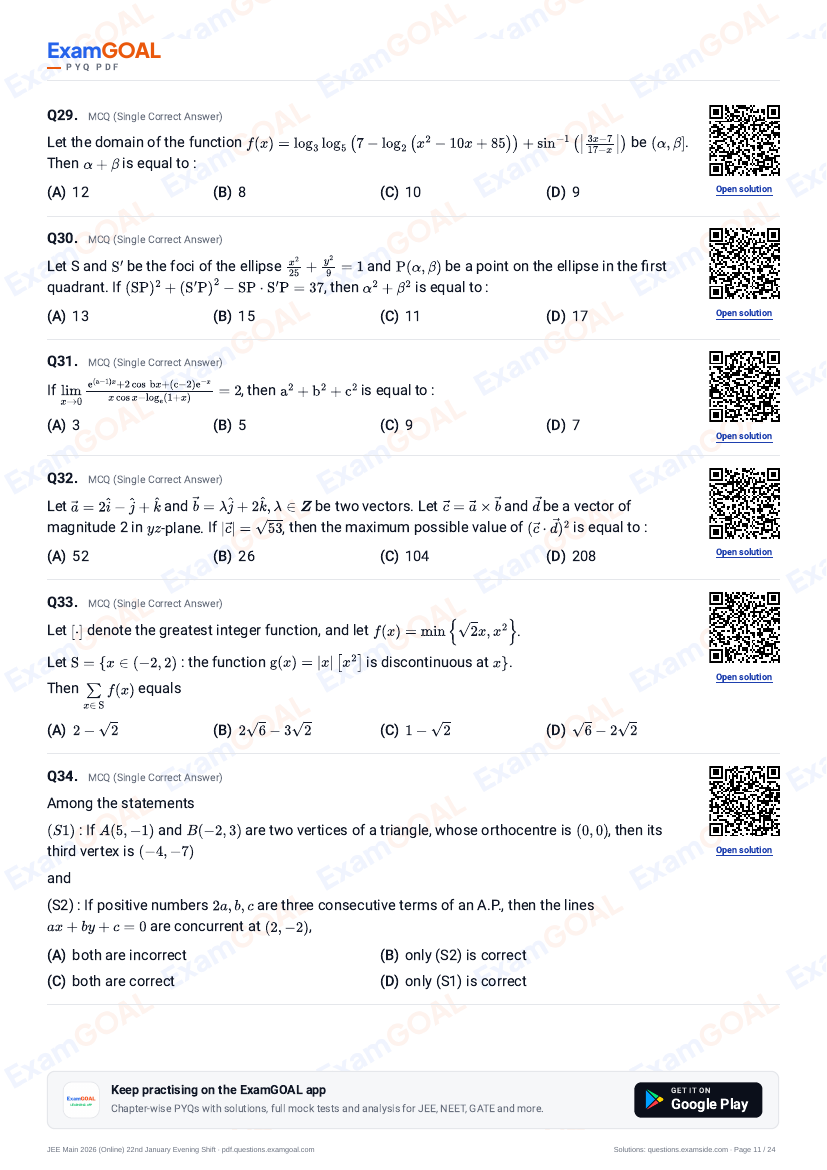 ExamGOAL
PYQ PDF
Q29. MCQ (Single Correct Answer)
Let the domain of the function f(x) = log₃ log₅ (7 − log₂ (x² − 10x + 85)) + sin⁻¹ (|3x−7/17−x|) be (α, β].
Then α + β is equal to :
(A) 12 (B) 8 (C) 10 (D) 9
Open solution
Q30. MCQ (Single Correct Answer)
Let S and S′ be the foci of the ellipse x²/25 + y²/9 = 1 and P(α, β) be a point on the ellipse in the first
quadrant. If (SP)² + (S′P)² − SP · S′P = 37, then α² + β² is equal to :
(A) 13 (B) 15 (C) 11 (D) 17
Open solution
Q31. MCQ (Single Correct Answer)
If lim x→0 (e^((a−1)x) + 2 cos bx + (c−2)e^(−x))/(x cos x − logₑ(1+x)) = 2, then a² + b² + c² is equal to :
(A) 3 (B) 5 (C) 9 (D) 7
Open solution
Q32. MCQ (Single Correct Answer)
Let a⃗ = 2î − ĵ + k̂ and b⃗ = λĵ + 2k̂, λ ∈ Z be two vectors. Let c⃗ = a⃗ × b⃗ and d⃗ be a vector of
magnitude 2 in yz-plane. If |c⃗| = √53, then the maximum possible value of (c⃗ · d⃗)² is equal to :
(A) 52 (B) 26 (C) 104 (D) 208
Open solution
Q33. MCQ (Single Correct Answer)
Let [·] denote the greatest integer function, and let f(x) = min {√2x, x²}.
Let S = {x ∈ (−2, 2) : the function g(x) = |x| [x²] is discontinuous at x}.
Then ∑ x∈S f(x) equals
(A) 2 − √2 (B) 2√6 − 3√2 (C) 1 − √2 (D) √6 − 2√2
Open solution
Q34. MCQ (Single Correct Answer)
Among the statements
(S1) : If A(5, −1) and B(−2, 3) are two vertices of a triangle, whose orthocentre is (0, 0), then its
third vertex is (−4, −7)
and
(S2) : If positive numbers 2a, b, c are three consecutive terms of an A.P., then the lines
ax + by + c = 0 are concurrent at (2, −2),
(A) both are incorrect (B) only (S2) is correct
(C) both are correct (D) only (S1) is correct
Open solution
ExamGOAL
Keep practising on the ExamGOAL app
Chapter-wise PYQs with solutions, full mock tests and analysis for JEE, NEET, GATE and more.
GET IT ON
Google Play
JEE Main 2026 (Online) 22nd January Evening Shift · pdf.questions.examgoal.com
Solutions: questions.examside.com · Page 11 / 24